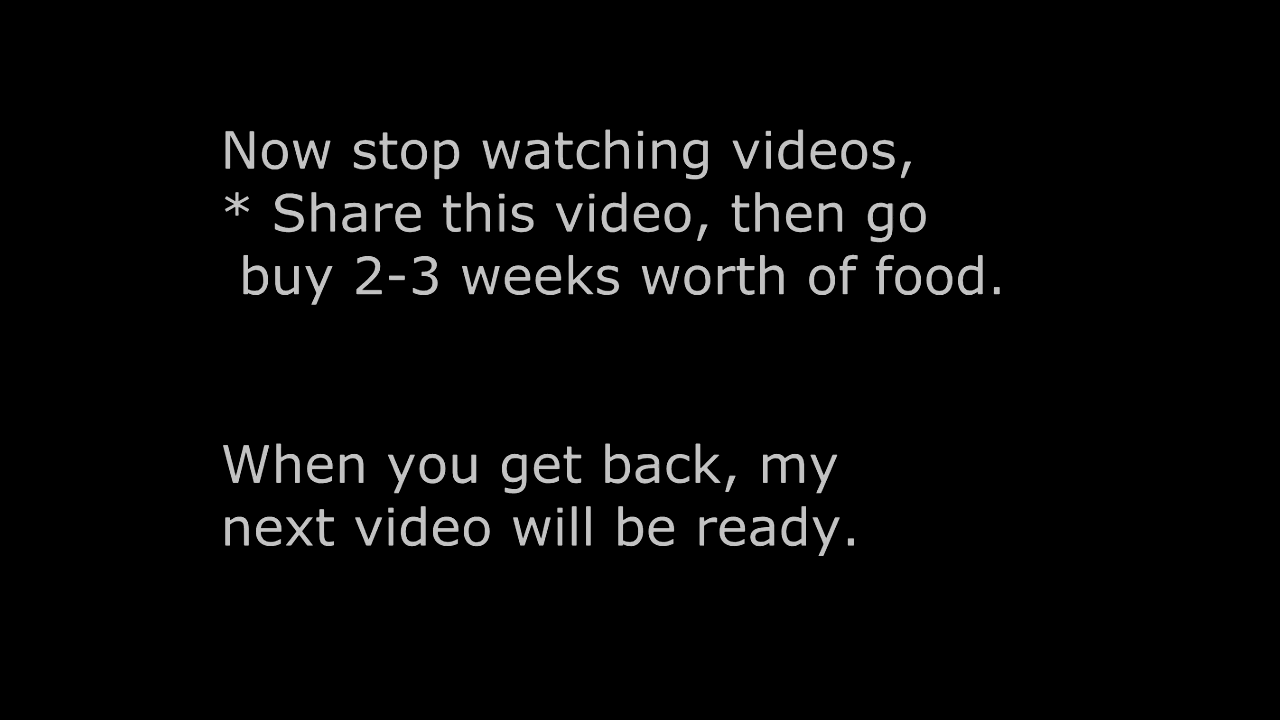 Now stop watching videos,
* Share this video, then go
buy 2-3 weeks worth of food.
When you get back, my
next video will be ready.